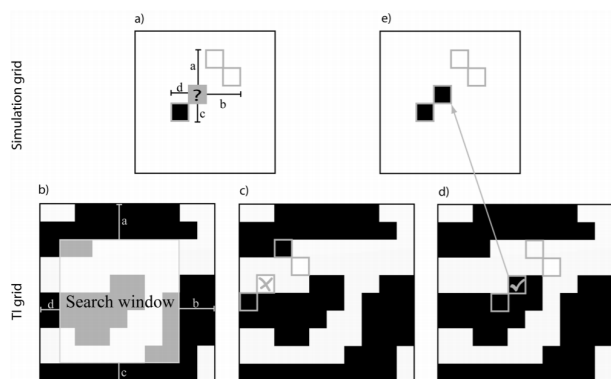 a)
e)
a
d
?
b
c
Simulation grid
b)
c)
d)
a
Search window
d
b
c
TI grid